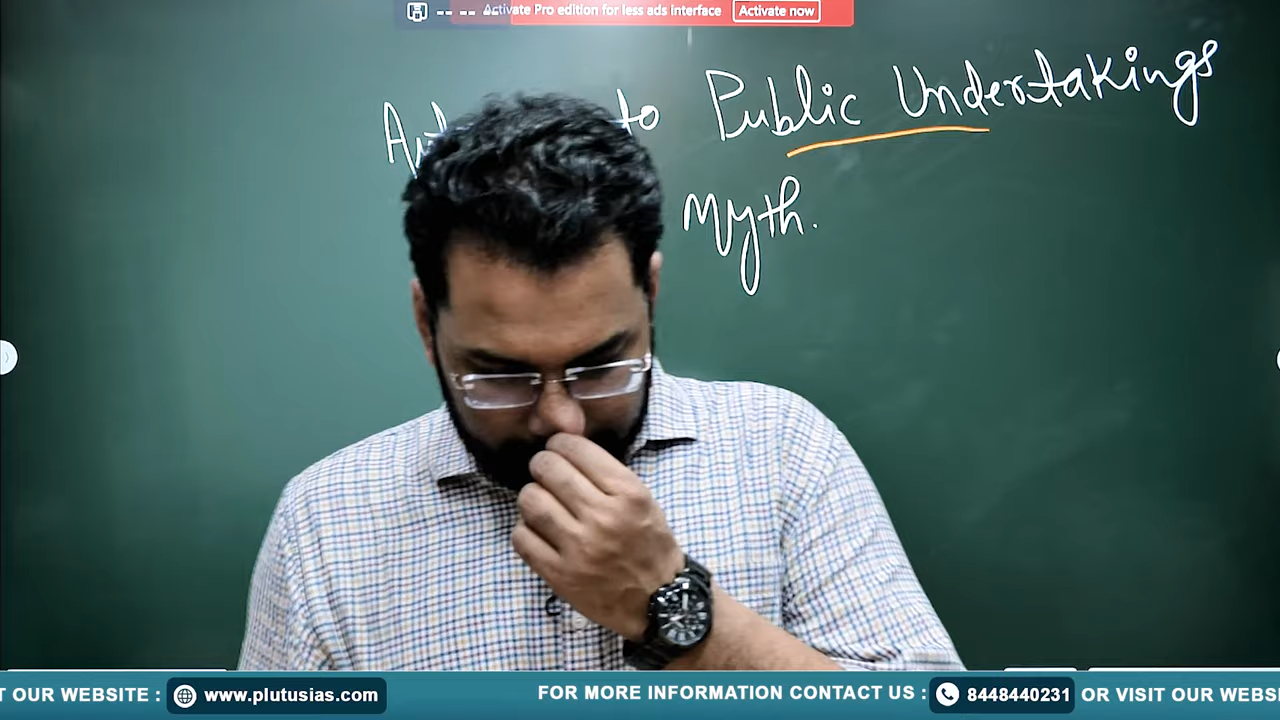 Activate Pro edition for less ads interface Activate now
to Public Undertakings
Myth.
T OUR WEBSITE : www.plutusias.com FOR MORE INFORMATION CONTACT US : 8448440231 OR VISIT OUR WEBSI